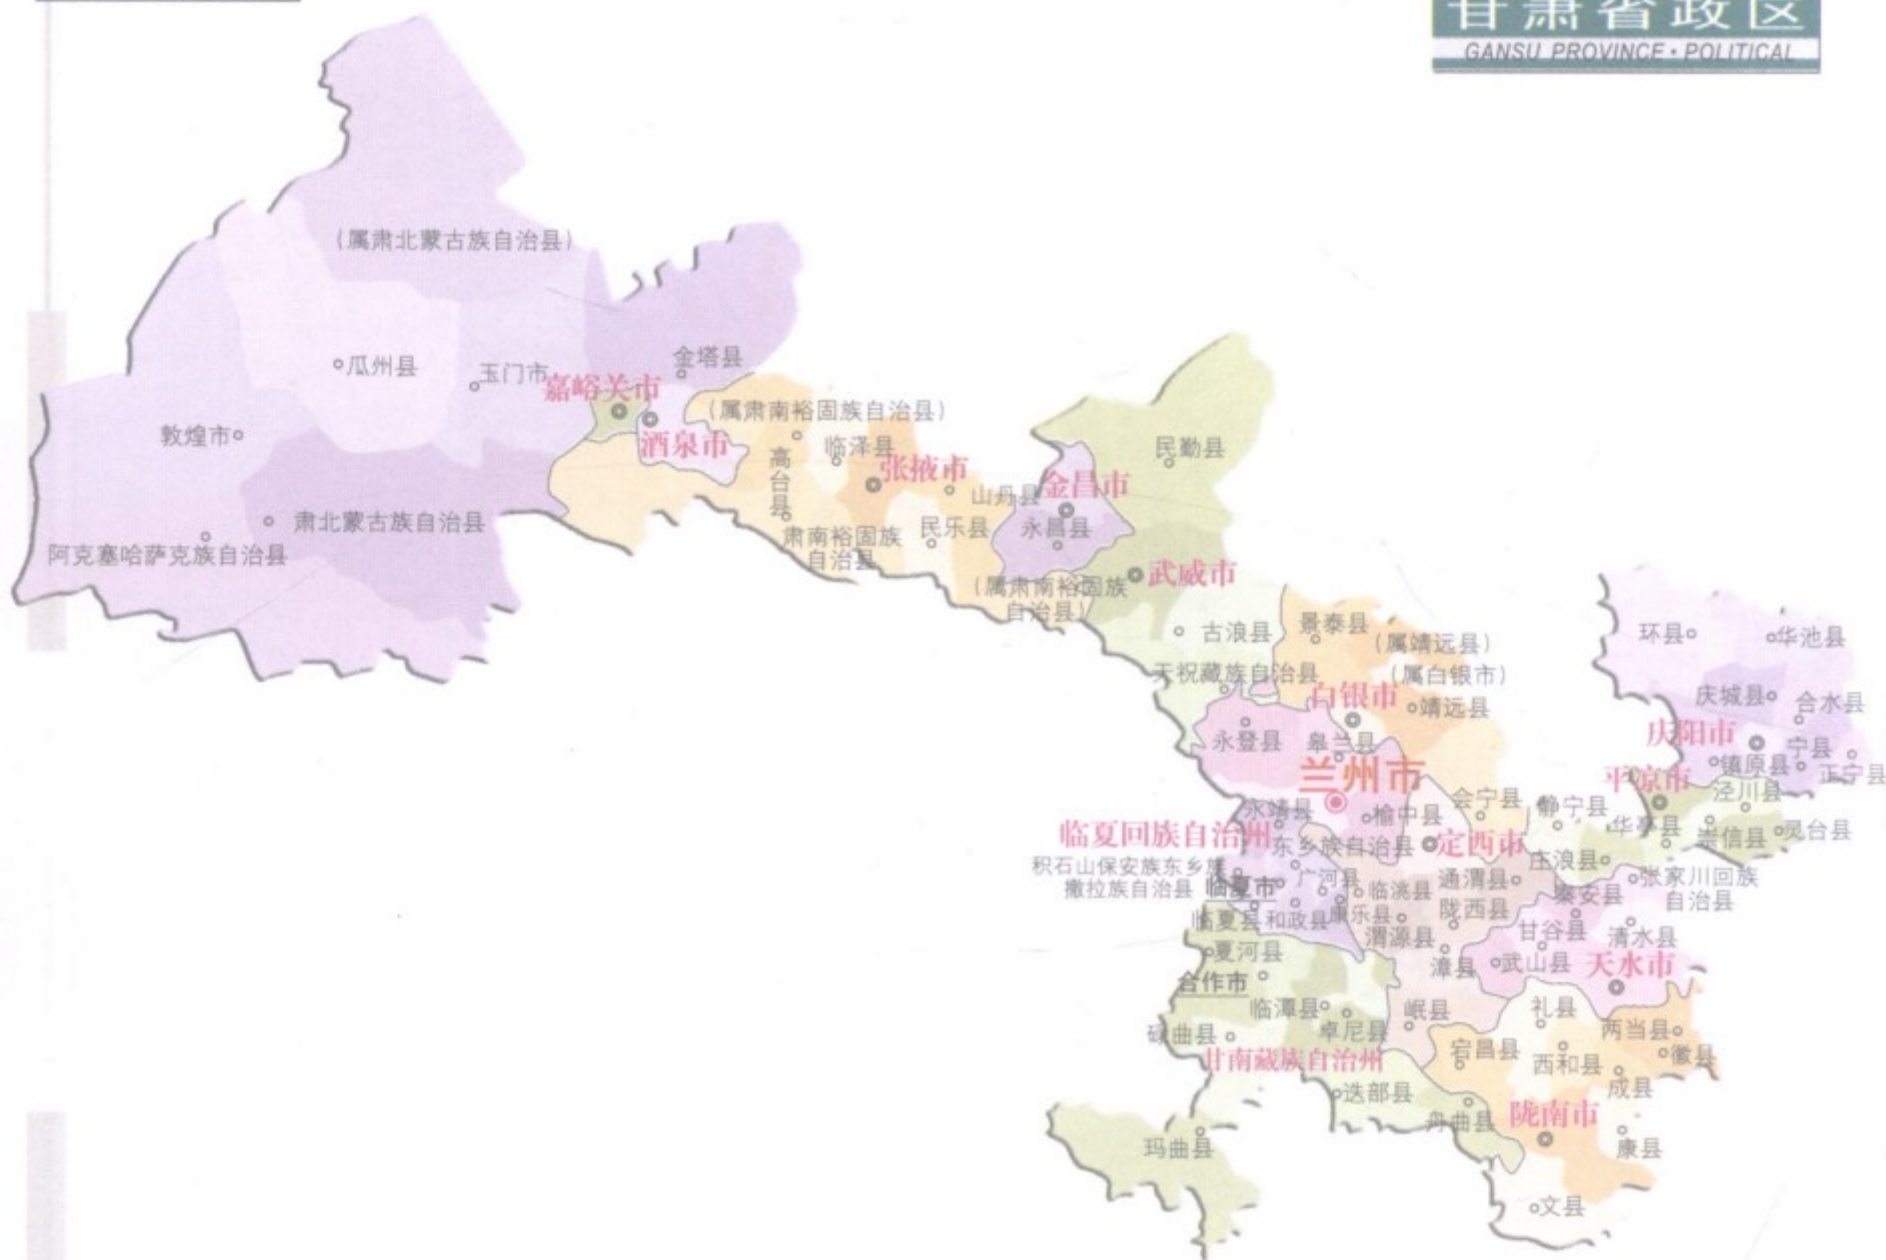 甘肃省政区
GANSU PROVINCE·POLITICAL
(属肃北蒙古族自治县)
瓜州县
玉门市
金塔县
嘉峪关市
酒泉市
敦煌市
肃北蒙古族自治县
阿克塞哈萨克族自治县
(属肃南裕固族自治县)
临泽县
高台县
张掖市
山丹县
民乐县
肃南裕固族
自治县
金昌市
永昌县
民勤县
武威市
(属肃南裕固族
自治县)
古浪县
天祝藏族自治县
景泰县
(属靖远县)
(属白银市)
白银市
靖远县
永登县
皋兰县
兰州市
永靖县
榆中县
会宁县
定西市
静宁县
庄浪县
华亭县
平凉市
泾川县
崇信县
灵台县
环县
华池县
庆城县
合水县
庆阳市
宁县
镇原县
正宁县
临夏回族自治州
东乡族自治县
积石山保安族东乡族
撒拉族自治县
临夏市
广河县
临洮县
通渭县
陇西县
康乐县
临夏县
和政县
渭源县
漳县
秦安县
张家川回族
自治县
甘谷县
清水县
武山县
天水市
夏河县
合作市
临潭县
卓尼县
碌曲县
甘南藏族自治州
岷县
礼县
两当县
徽县
宕昌县
西和县
成县
迭部县
舟曲县
陇南市
康县
玛曲县
文县